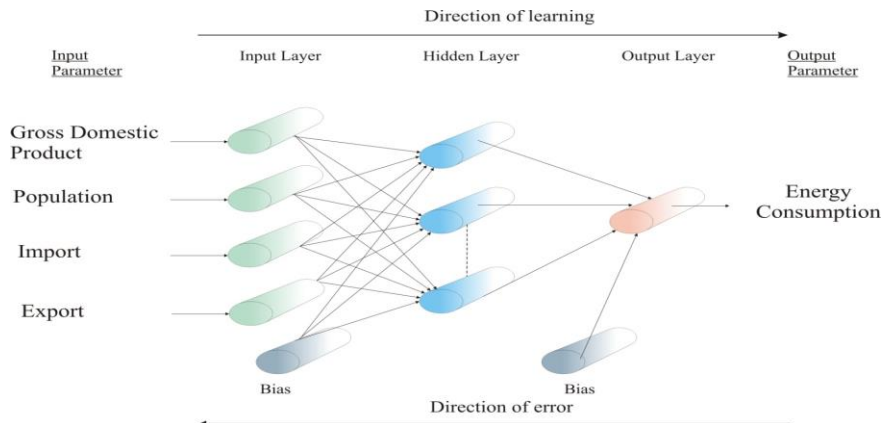 Direction of learning
Input
Parameter
Input Layer
Hidden Layer
Output Layer
Output
Parameter
Gross Domestic
Product
Population
Import
Export
Energy
Consumption
Bias
Bias
Direction of error